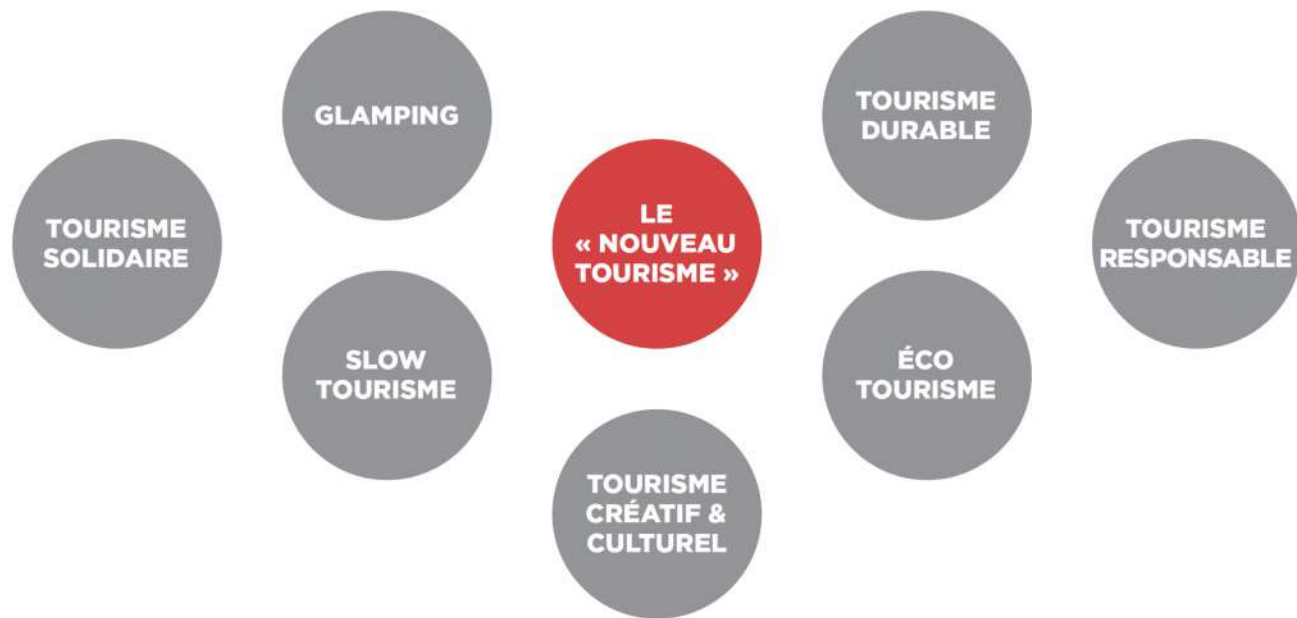 GLAMPING
TOURISME
DURABLE
TOURISME
SOLIDAIRE
LE
« NOUVEAU
TOURISME »
TOURISME
RESPONSABLE
SLOW
TOURISME
ÉCO
TOURISME
TOURISME
CRÉATIF &
CULTUREL